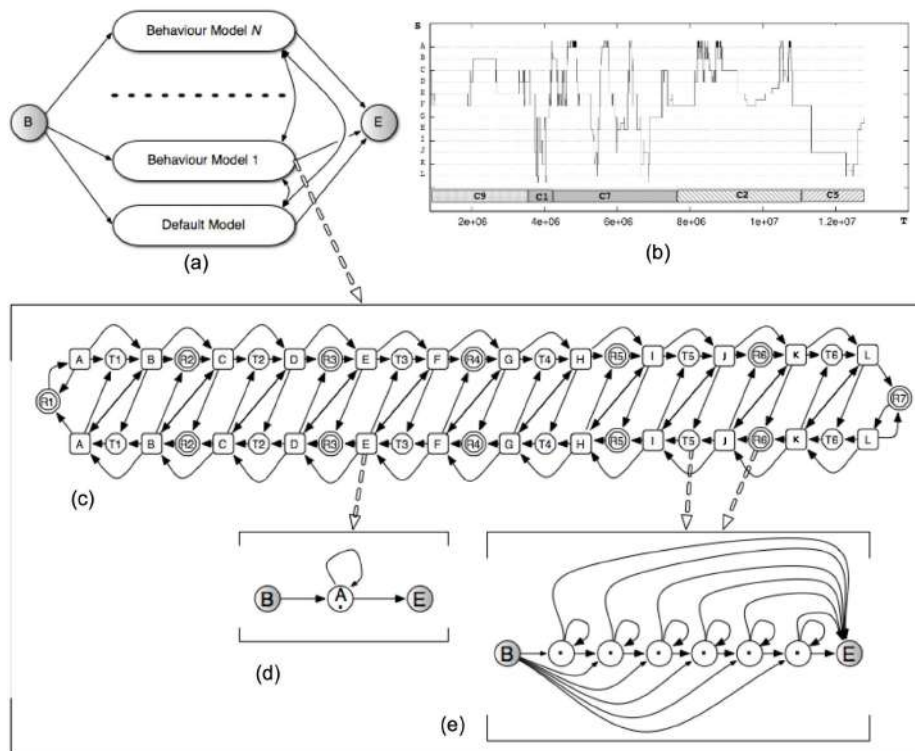 Behaviour Model N
B
E
Behaviour Model 1
Default Model
(a)
S
A
B
C
D
E
F
G
H
I
J
K
L
C9 C1 C7 C2 C5
2e+06 4e+06 6e+06 8e+06 1e+07 1.2e+07 T
(b)
A T1 B R2 C T2 D R3 E T3 F R4 G T4 H R5 I T5 J R6 K T6 L
R1 R7
A T1 B R2 C T2 D R3 E T3 F R4 G T4 H R5 I T5 J R6 K T6 L
(c)
B A E
(d)
B E
(e)